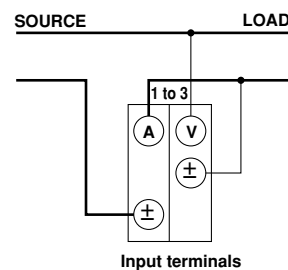 SOURCE LOAD
1 to 3
A V
±
±
Input terminals